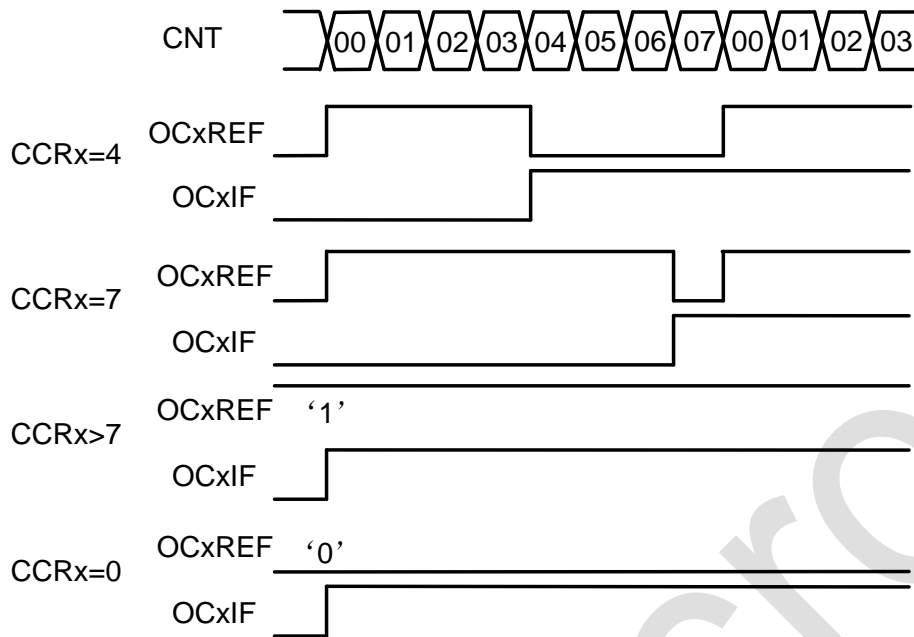 CNT 00 01 02 03 04 05 06 07 00 01 02 03
OCxREF
CCRx=4
OCxIF
OCxREF
CCRx=7
OCxIF
OCxREF ‘1’
CCRx>7
OCxIF
OCxREF ‘0’
CCRx=0
OCxIF